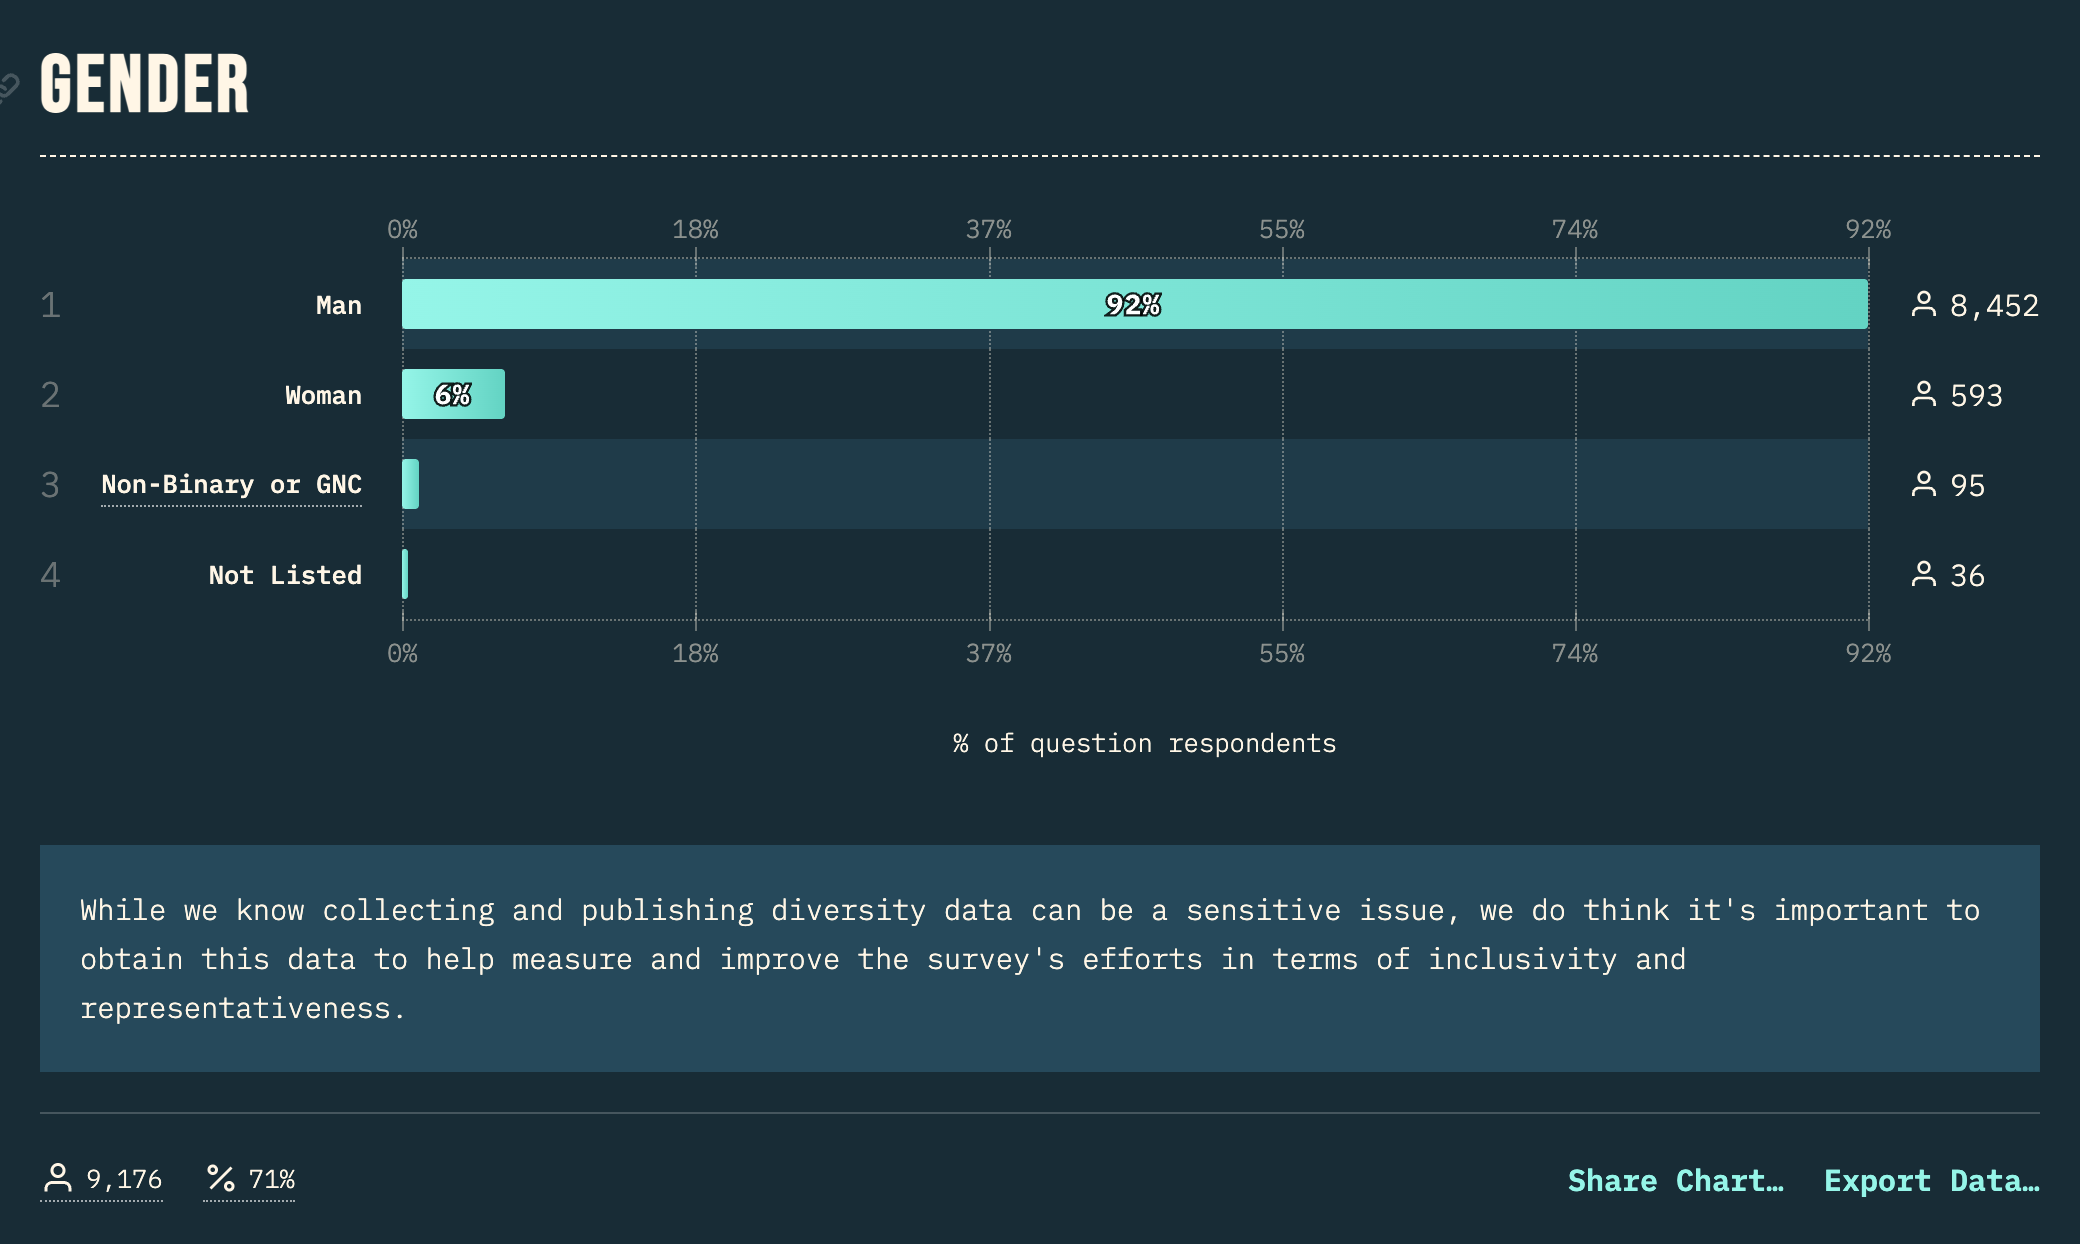 GENDER
0% 18% 37% 55% 74% 92%
1 Man 92% 8,452
2 Woman 6% 593
3 Non-Binary or GNC 95
4 Not Listed 36
0% 18% 37% 55% 74% 92%
% of question respondents
While we know collecting and publishing diversity data can be a sensitive issue, we do think it's important to
obtain this data to help measure and improve the survey's efforts in terms of inclusivity and
representativeness.
9,176 % 71% Share Chart… Export Data…